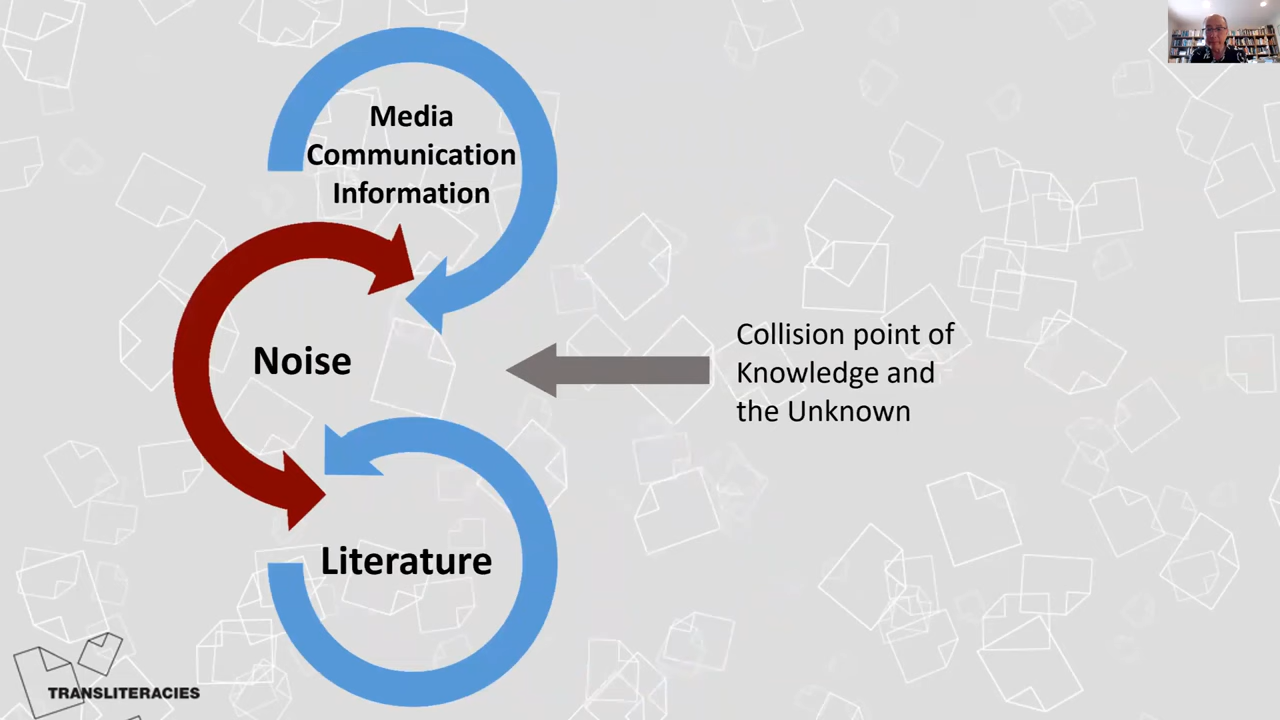 Media
Communication
Information
Noise
Collision point of
Knowledge and
the Unknown
Literature
TRANSLITERACIES